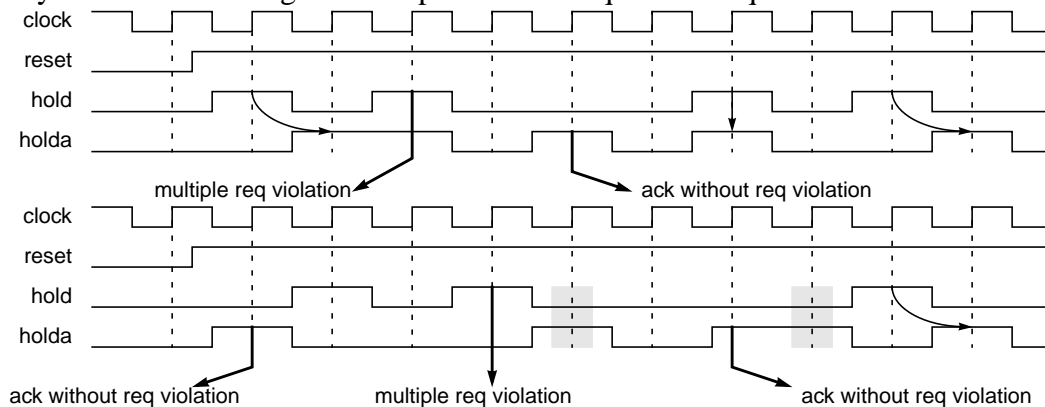 clock
reset
hold
holda
multiple req violation
ack without req violation
clock
reset
hold
holda
ack without req violation
multiple req violation
ack without req violation